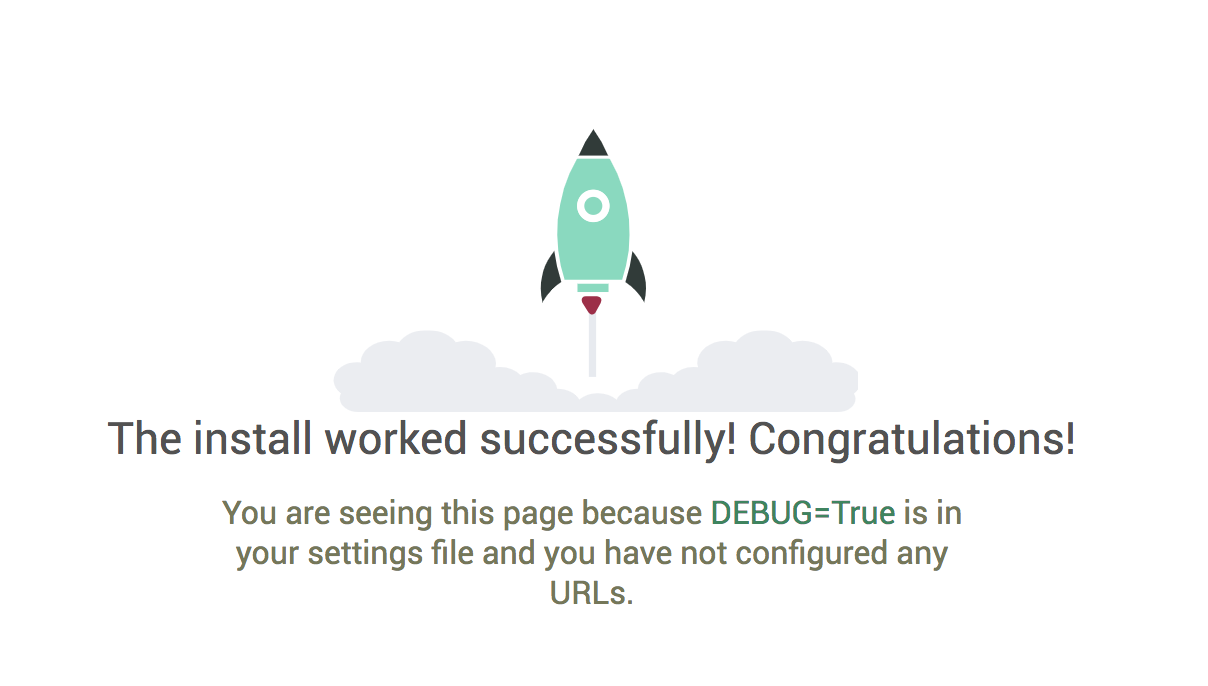 The install worked successfully! Congratulations!
You are seeing this page because DEBUG=True is in
your settings file and you have not configured any
URLs.